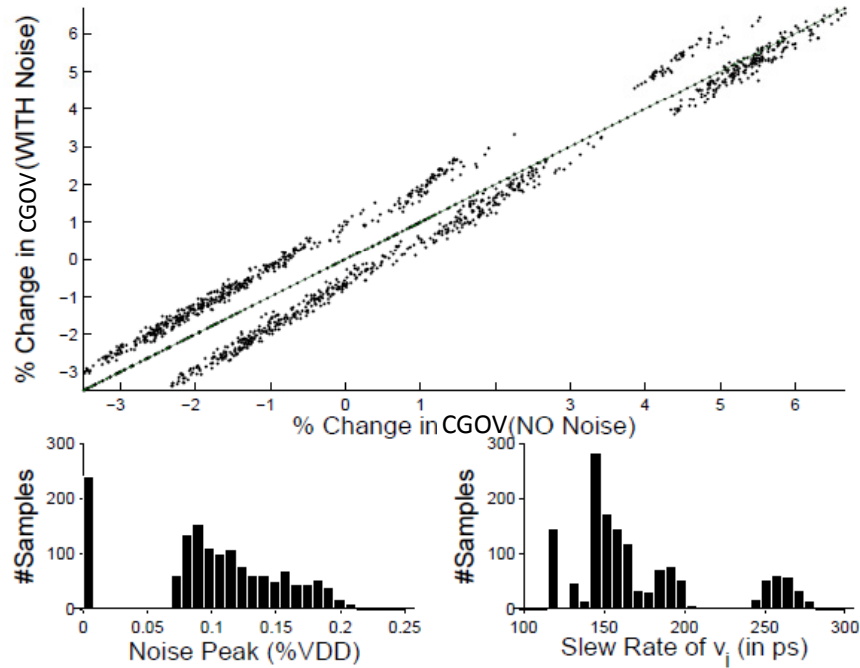 % Change in CGOV (WITH Noise)
6
5
4
3
2
1
0
−1
−2
−3
−3 −2 −1 0 1 2 3 4 5 6
% Change in CGOV (NO Noise)
#Samples
300
200
100
0
0 0.05 0.1 0.15 0.2 0.25
Noise Peak (%VDD)
#Samples
300
200
100
0
100 150 200 250 300
Slew Rate of vi (in ps)